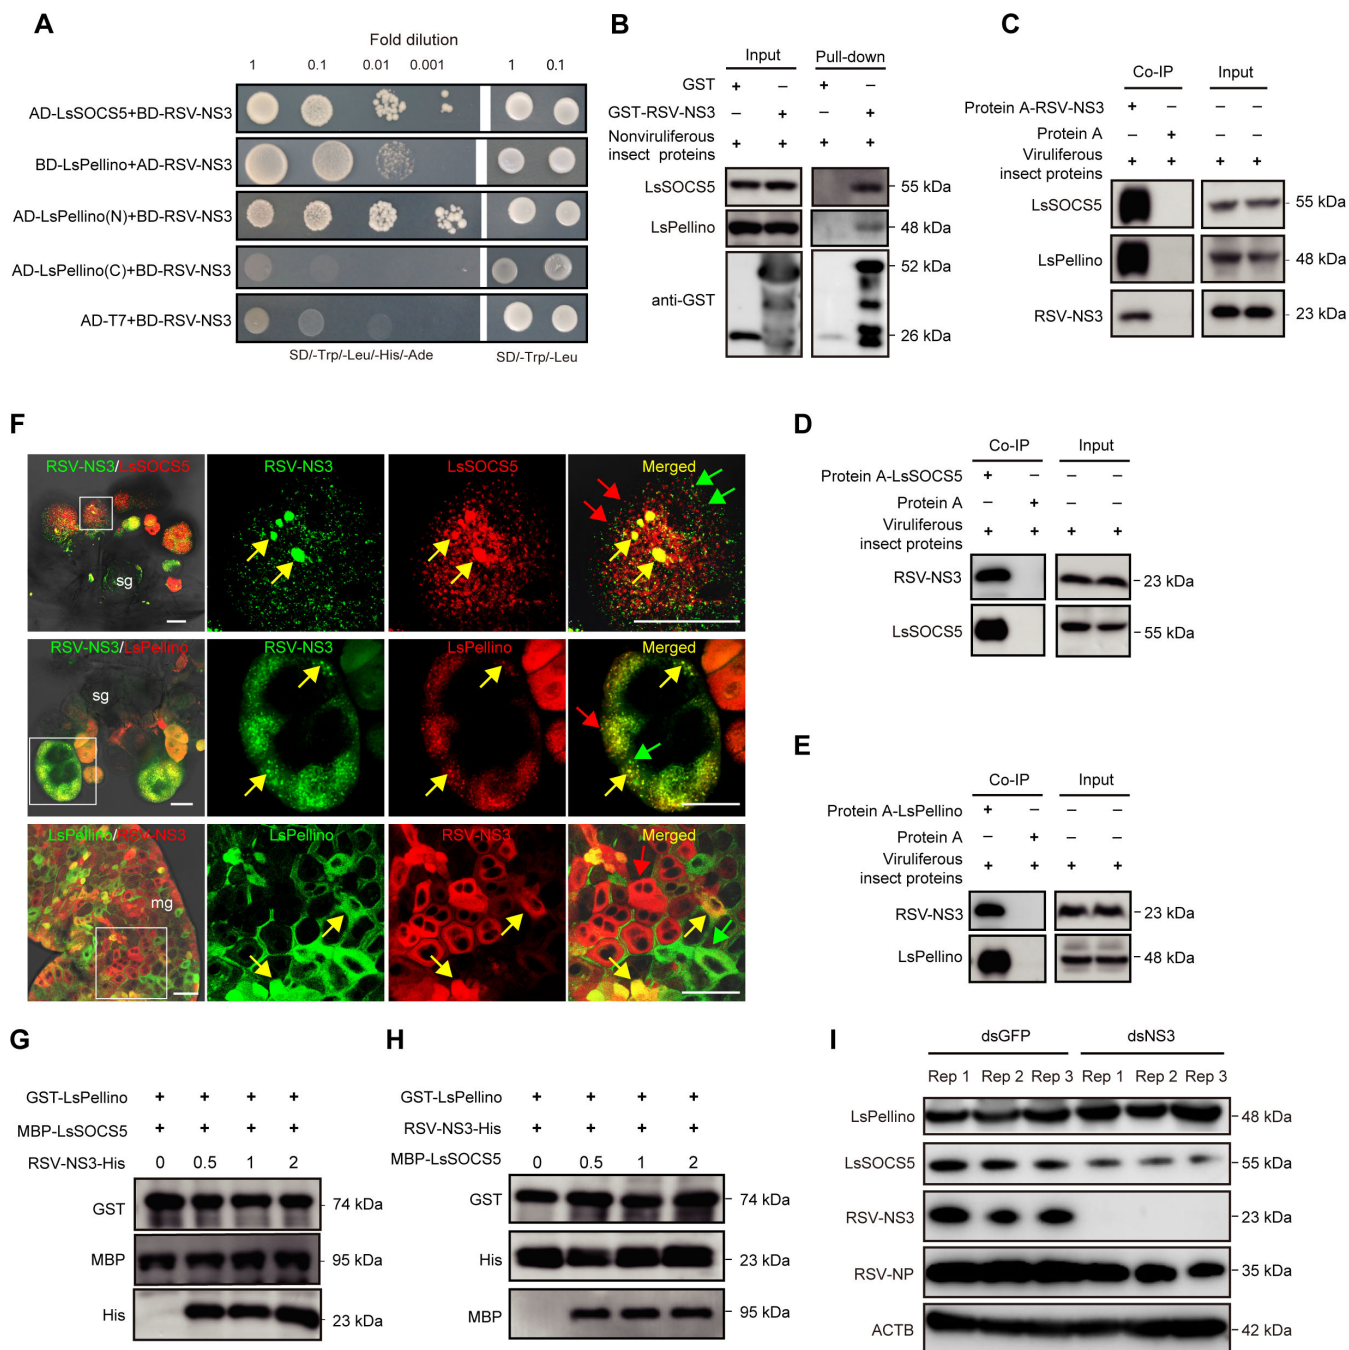 A
Fold dilution
1 0.1 0.01 0.001 1 0.1
AD-LsSOCS5+BD-RSV-NS3
BD-LsPellino+AD-RSV-NS3
AD-LsPellino(N)+BD-RSV-NS3
AD-LsPellino(C)+BD-RSV-NS3
AD-T7+BD-RSV-NS3
SD/-Trp/-Leu/-His/-Ade SD/-Trp/-Leu
B
Input Pull-down
GST + – + –
GST-RSV-NS3 – + – +
Nonviruliferous
insect proteins + + + +
LsSOCS5 55 kDa
LsPellino 48 kDa
52 kDa
anti-GST
26 kDa
C
Co-IP Input
Protein A-RSV-NS3 + – – –
Protein A – + – –
Viruliferous
insect proteins + + + +
LsSOCS5 55 kDa
LsPellino 48 kDa
RSV-NS3 23 kDa
F
RSV-NS3/LsSOCS5 RSV-NS3 LsSOCS5 Merged
sg
RSV-NS3/LsPellino RSV-NS3 LsPellino Merged
sg
LsPellino/RSV-NS3 LsPellino RSV-NS3 Merged
mg
D
Co-IP Input
Protein A-LsSOCS5 + – – –
Protein A – + – –
Viruliferous
insect proteins + + + +
RSV-NS3 23 kDa
LsSOCS5 55 kDa
E
Co-IP Input
Protein A-LsPellino + – – –
Protein A – + – –
Viruliferous
insect proteins + + + +
RSV-NS3 23 kDa
LsPellino 48 kDa
G
GST-LsPellino + + + +
MBP-LsSOCS5 + + + +
RSV-NS3-His 0 0.5 1 2
GST 74 kDa
MBP 95 kDa
His 23 kDa
H
GST-LsPellino + + + +
RSV-NS3-His + + + +
MBP-LsSOCS5 0 0.5 1 2
GST 74 kDa
His 23 kDa
MBP 95 kDa
I
dsGFP dsNS3
Rep 1 Rep 2 Rep 3 Rep 1 Rep 2 Rep 3
LsPellino 48 kDa
LsSOCS5 55 kDa
RSV-NS3 23 kDa
RSV-NP 35 kDa
ACTB 42 kDa